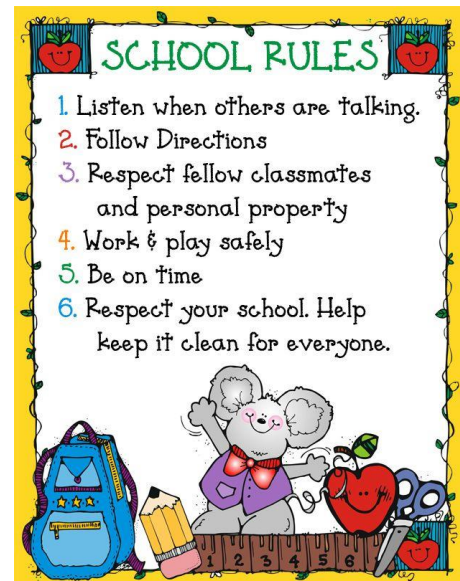 SCHOOL RULES
1. Listen when others are talking.
2. Follow Directions
3. Respect fellow classmates
and personal property
4. Work & play safely
5. Be on time
6. Respect your school. Help
keep it clean for everyone.
1 2 3 4 5 6